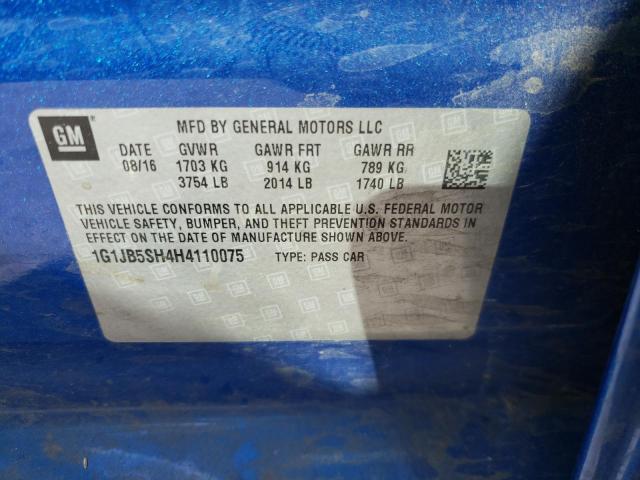 GM
MFD BY GENERAL MOTORS LLC
DATE GVWR GAWR FRT GAWR RR
08/16 1703 KG 914 KG 789 KG
3754 LB 2014 LB 1740 LB
THIS VEHICLE CONFORMS TO ALL APPLICABLE U.S. FEDERAL MOTOR
VEHICLE SAFETY, BUMPER, AND THEFT PREVENTION STANDARDS IN
EFFECT ON THE DATE OF MANUFACTURE SHOWN ABOVE.
1G1JB5SH4H4110075 TYPE: PASS CAR